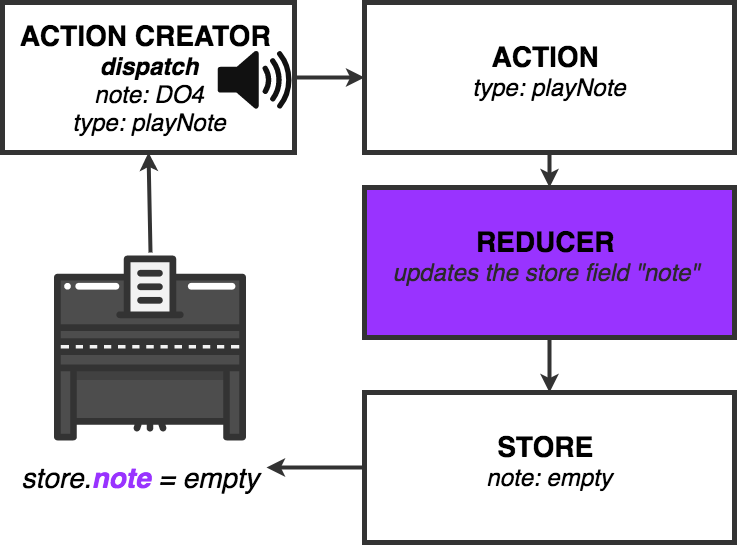 ACTION CREATOR
dispatch
note: DO4
type: playNote
ACTION
type: playNote
REDUCER
updates the store field "note"
STORE
note: empty
store.note = empty